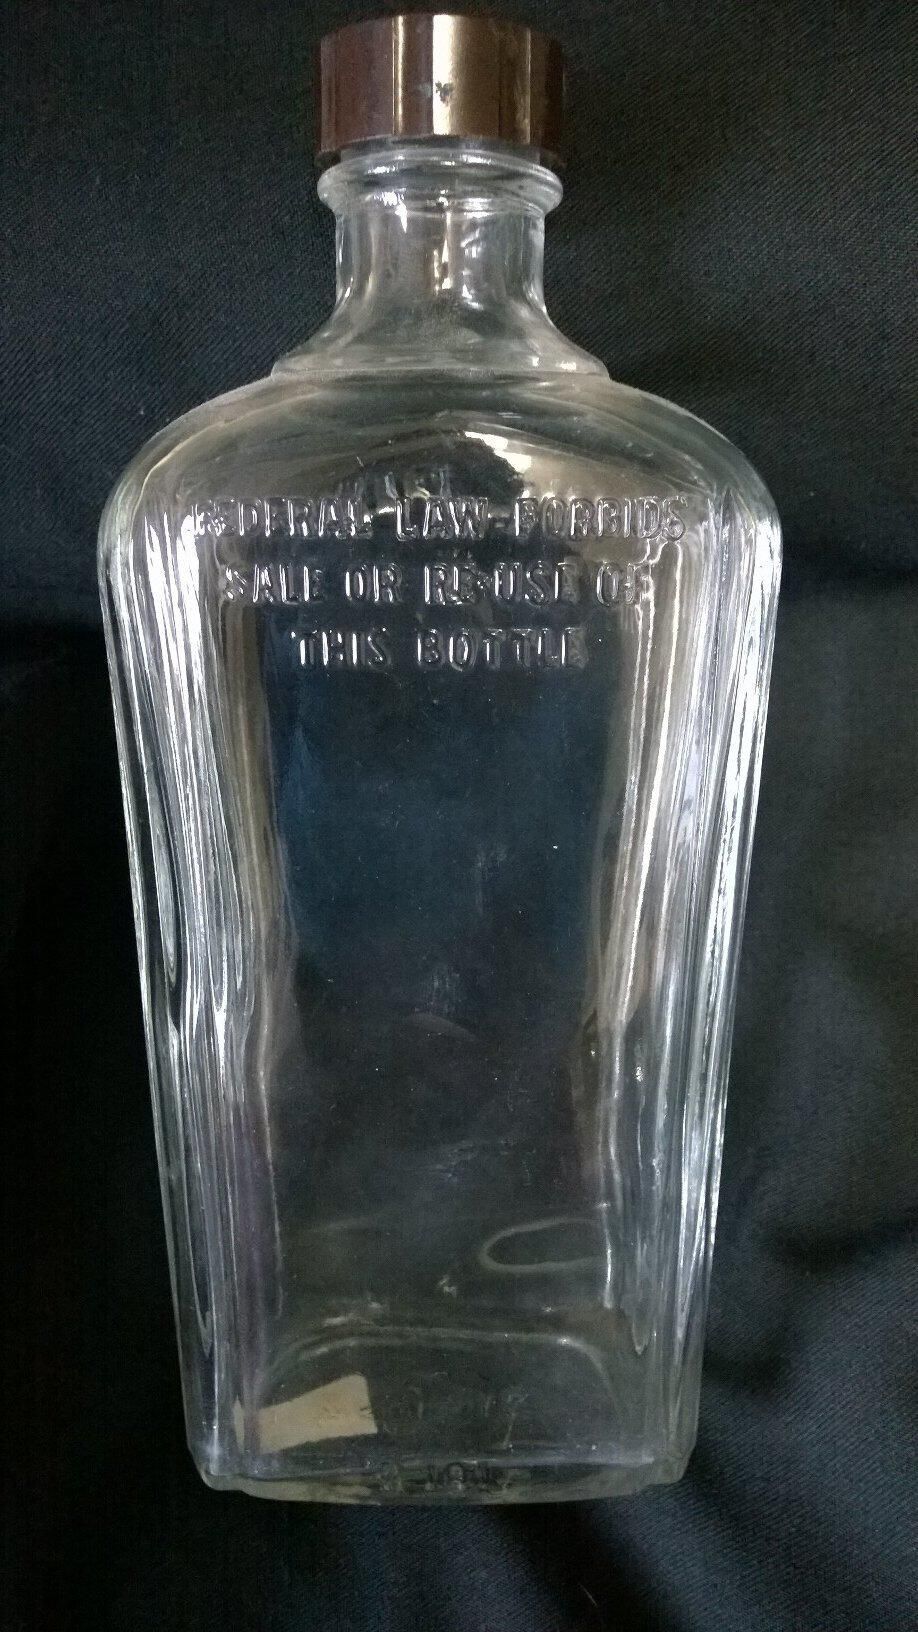 FEDERAL LAW FORBIDS
SALE OR RE-USE OF
THIS BOTTLE